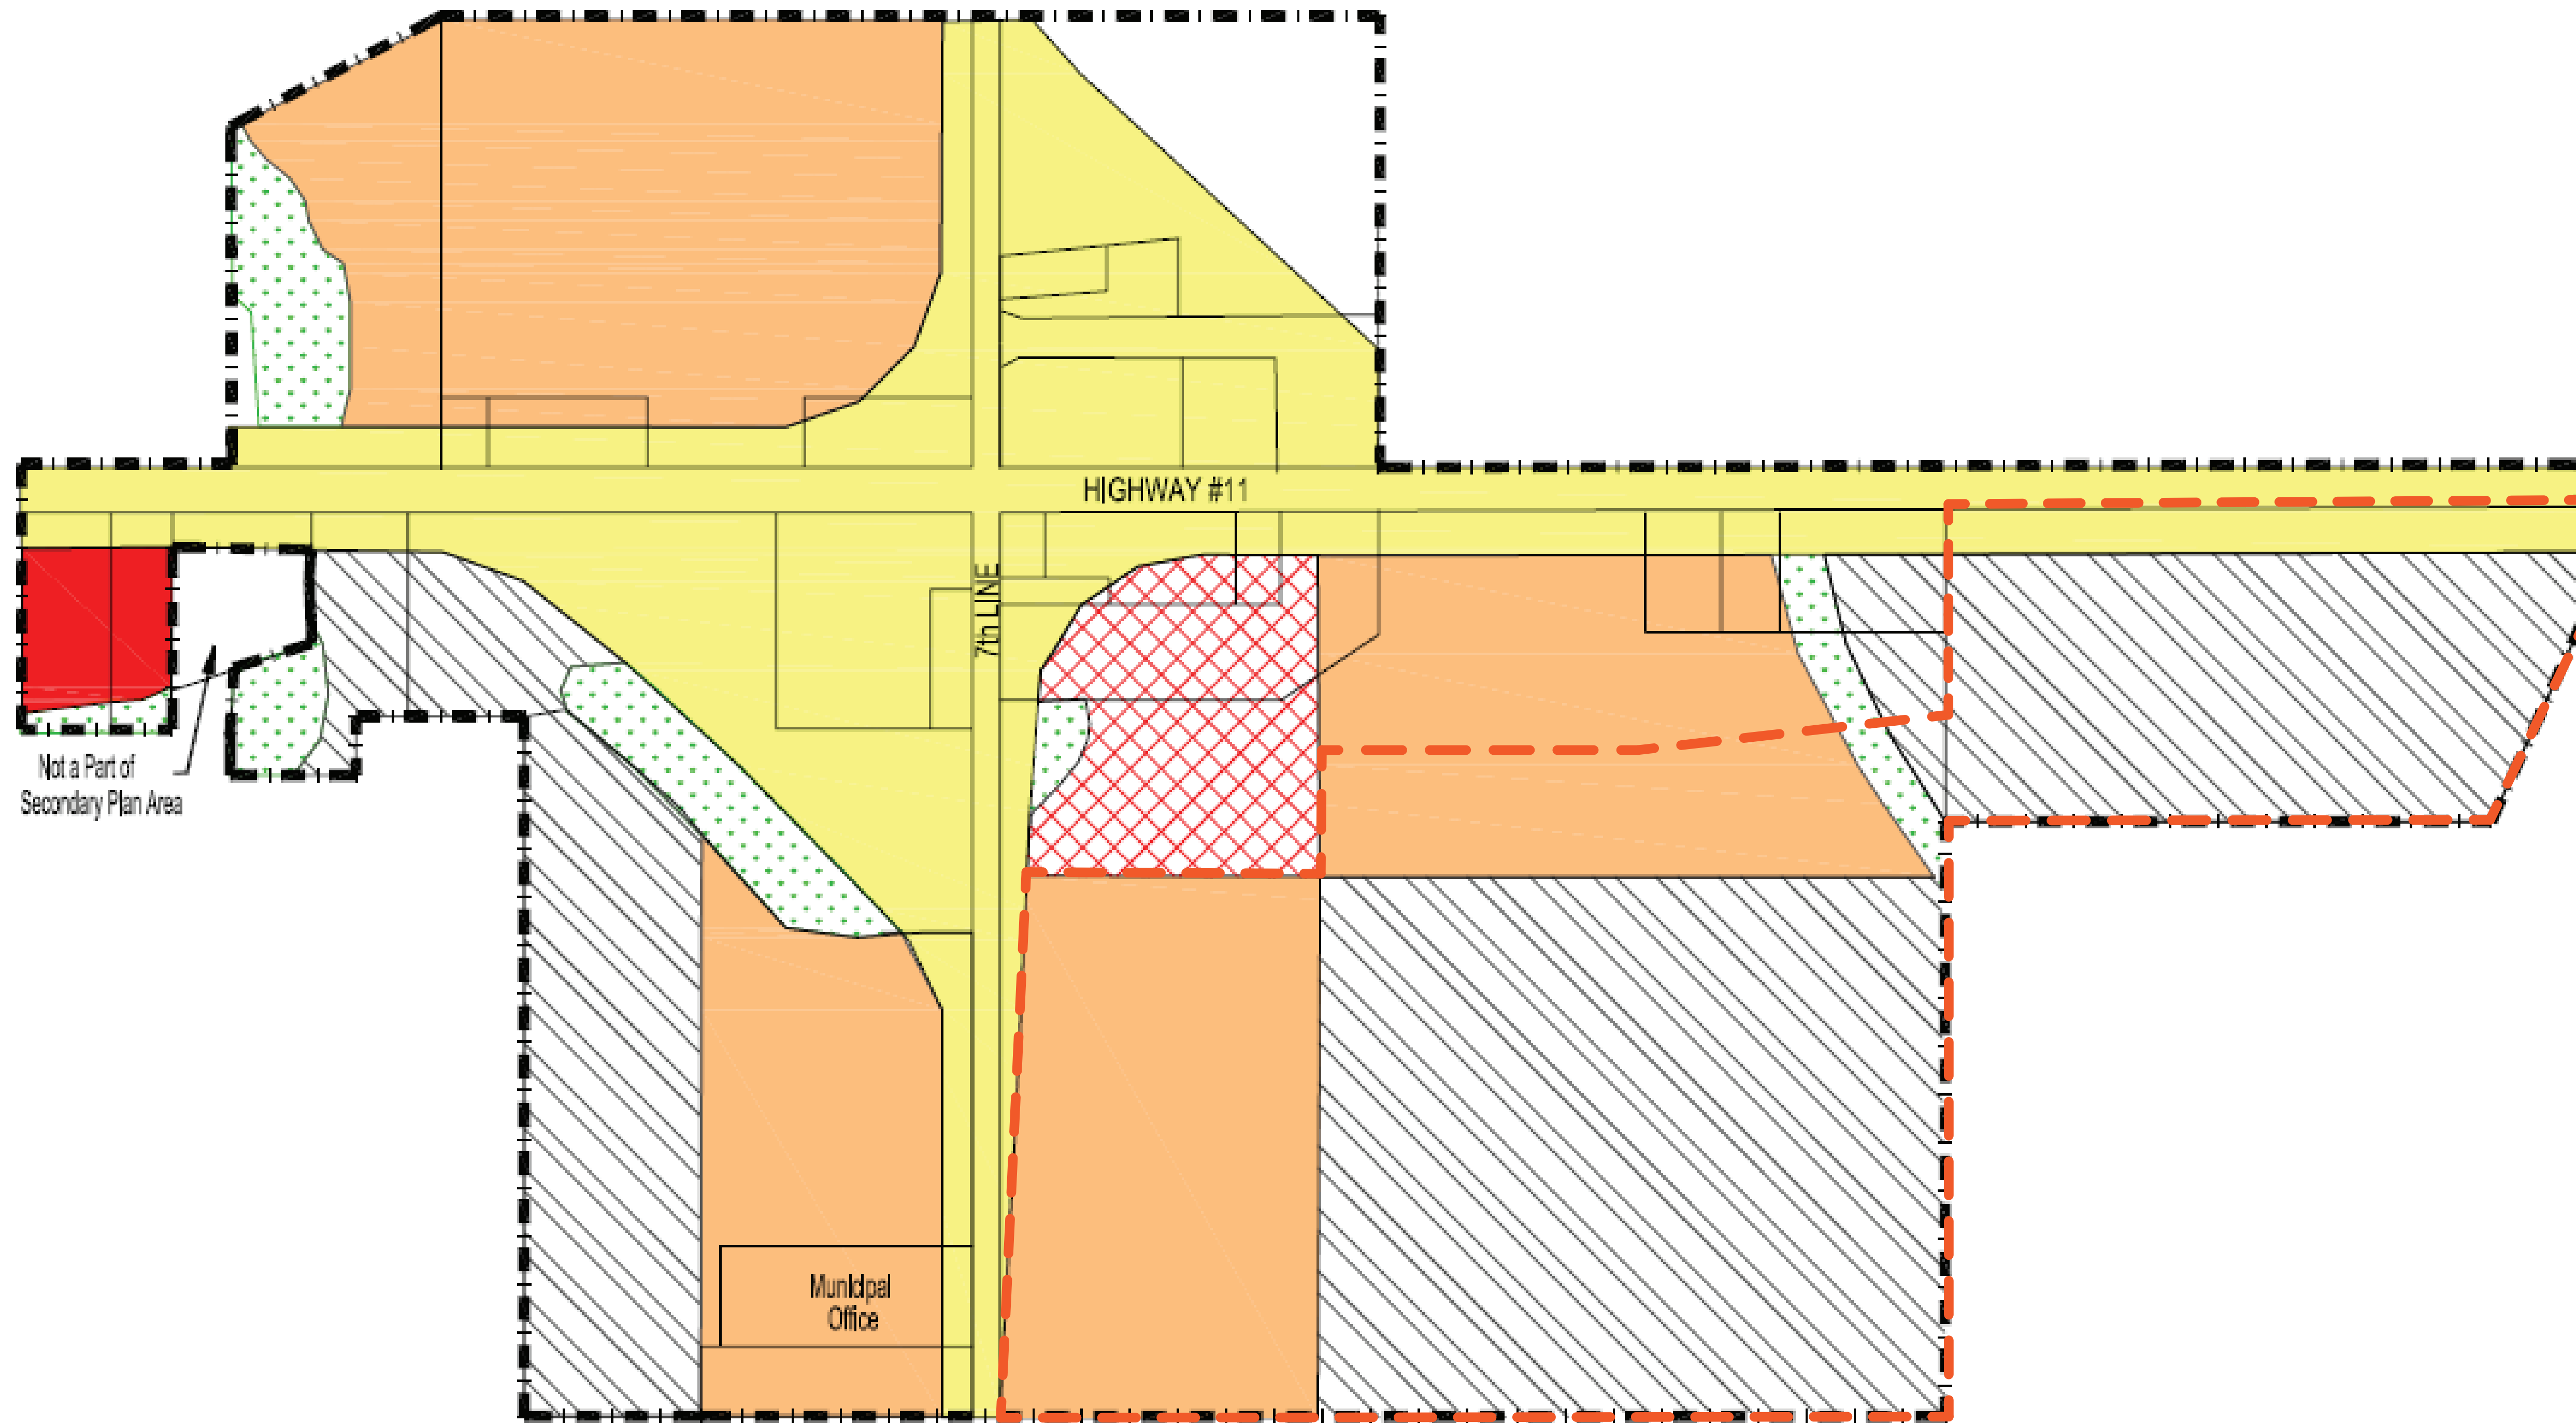 HIGHWAY #11
7th LINE
Not a Part of
Secondary Plan Area
Municipal
Office